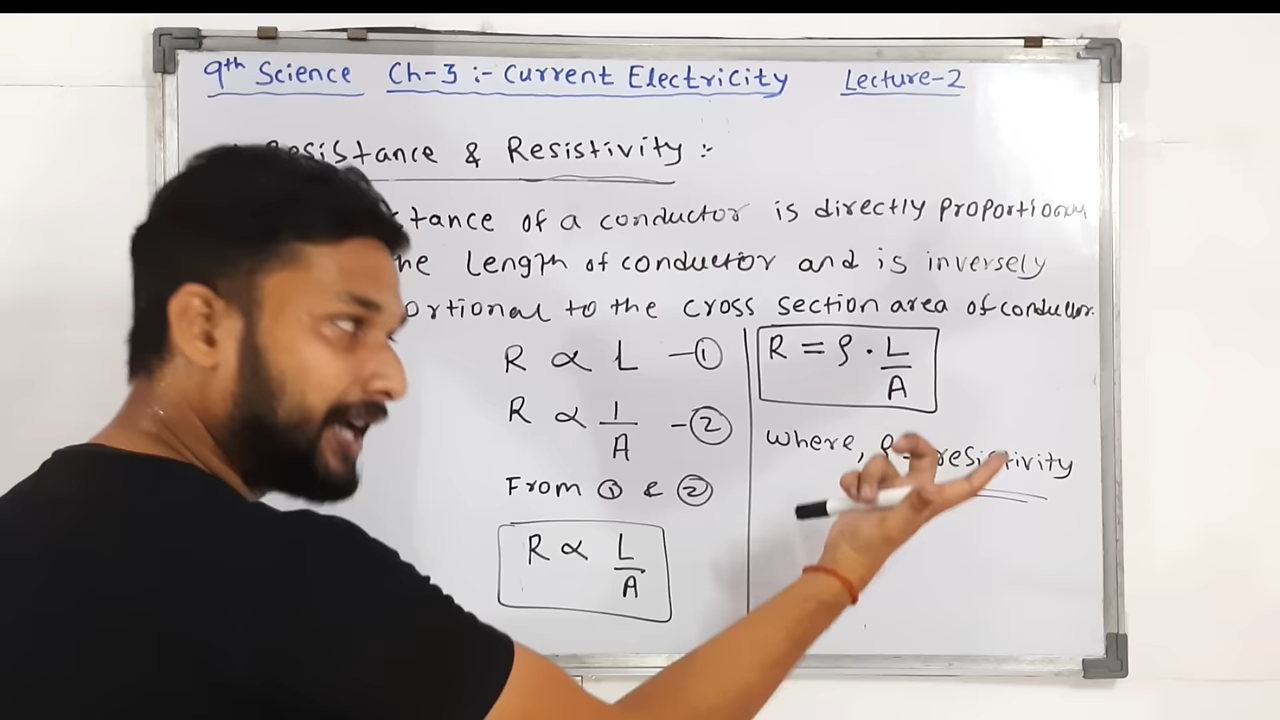 9th Science Ch-3 :- Current Electricity Lecture-2
Resistance & Resistivity :-
tance of a conductor is directly proportional
he Length of conductor and is inversely
ortional to the cross section area of conductor.
R ∝ L -①
R ∝ 1/A -②
From ① & ②
R ∝ L/A
R = ρ · L/A
where, ρ - resistivity